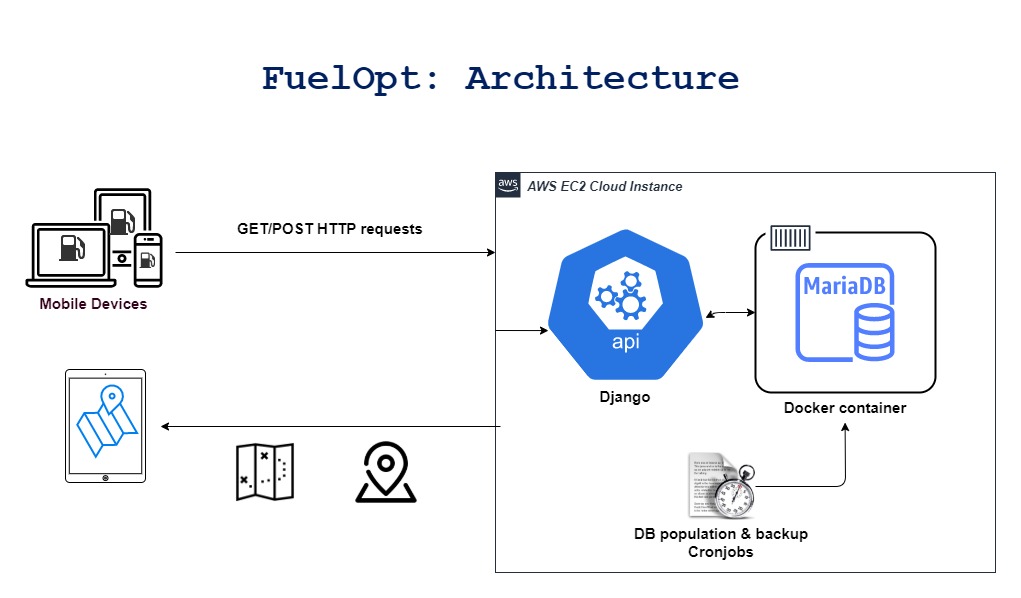 FuelOpt: Architecture
aws
AWS EC2 Cloud Instance
GET/POST HTTP requests
Mobile Devices
api
Django
MariaDB
Docker container
DB population & backup
Cronjobs